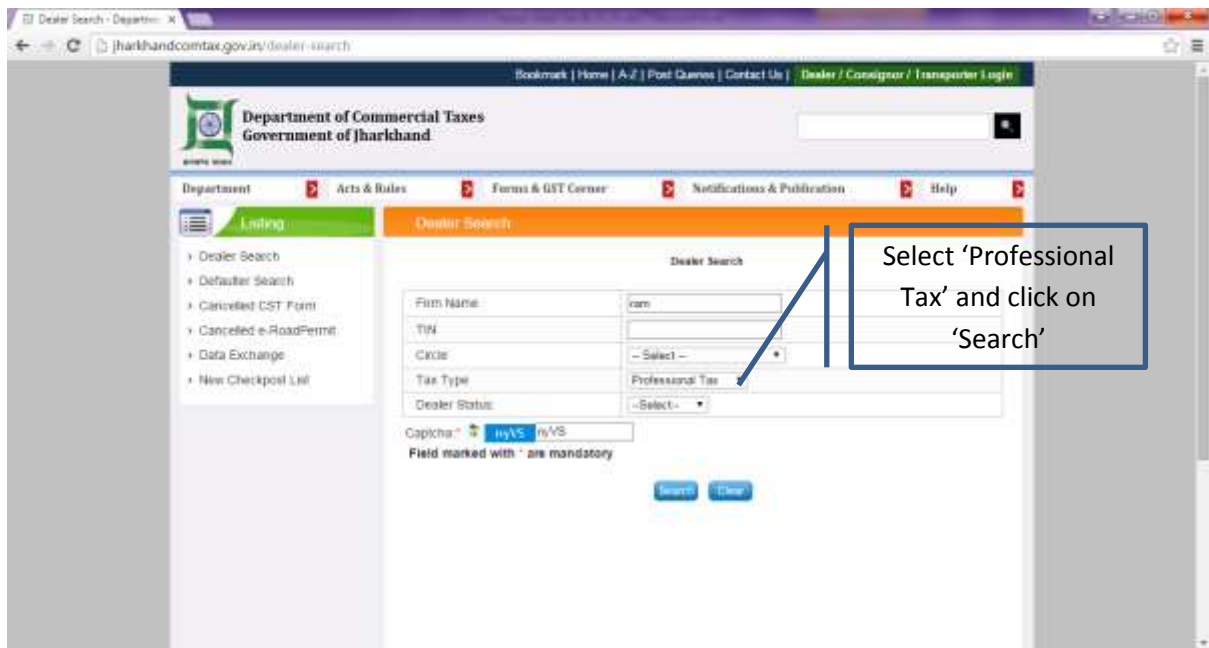 Dealer Search - Departmen
jharkhandcomtax.gov.in/dealer-search
Bookmark | Home | A-Z | Post Queries | Contact Us | Dealer / Consignor / Transporter Login
Department of Commercial Taxes
Government of Jharkhand
Department Acts & Rules Forms & GST Corner Notifications & Publication Help
Listing
Dealer Search
Dealer Search
Defaulter Search
Cancelled CST Form
Cancelled e-RoadPermit
Data Exchange
New Checkpost List
Dealer Search
Firm Name ram
TIN
Circle -- Select --
Tax Type Professional Tax
Dealer Status --Select--
Captcha:* nyVS nyVS
Field marked with * are mandatory
Search Clear
Select ‘Professional
Tax’ and click on
‘Search’